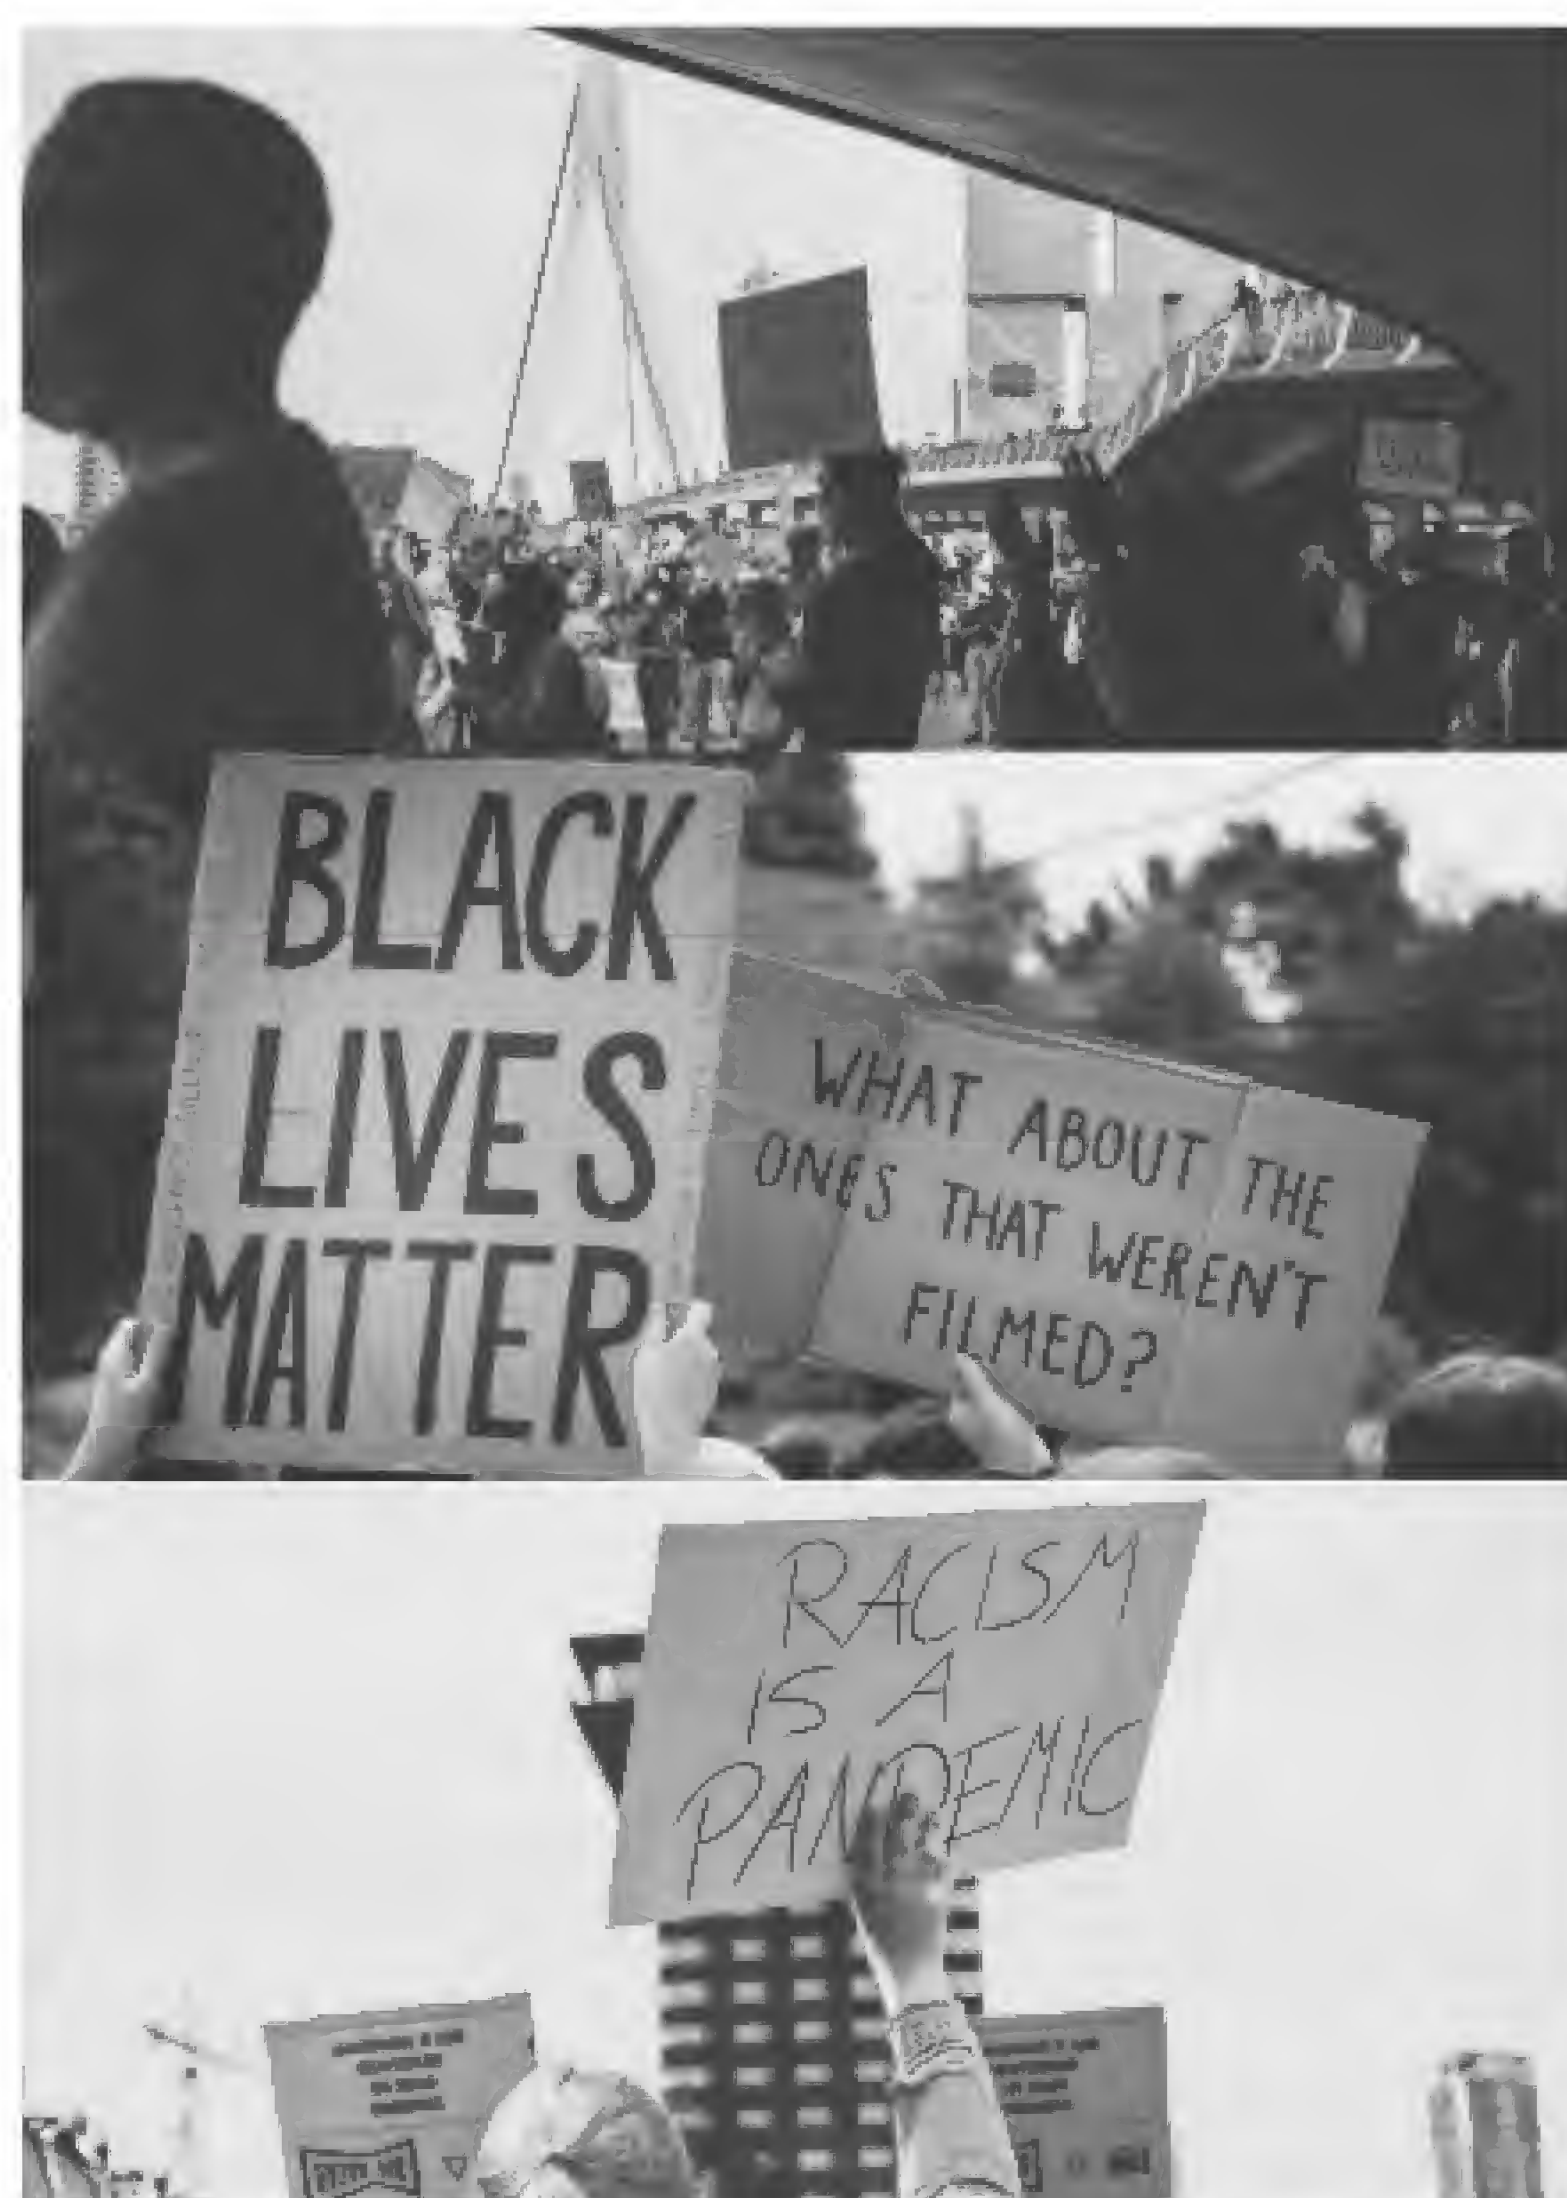 BLACK
LIVES
MATTER
WHAT ABOUT THE
ONES THAT WEREN'T
FILMED?
RACISM
IS A
PANDEMIC